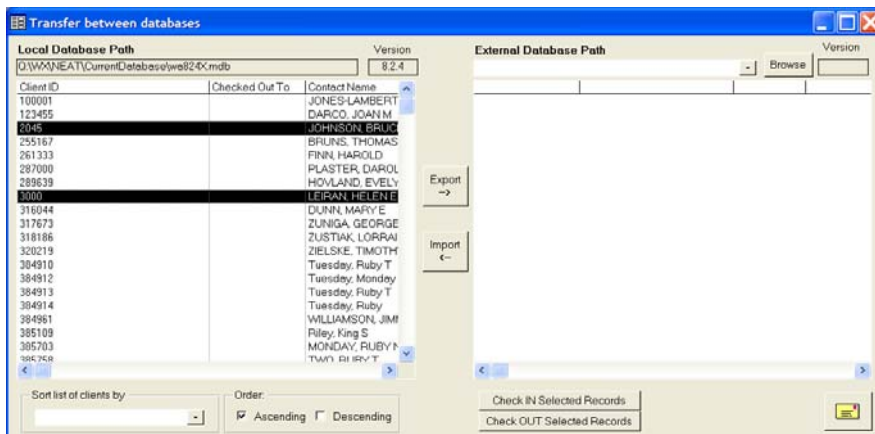 Transfer between databases
Local Database Path Version
Q:\WX\NEAT\CurrentDatabase\wa824X.mdb 8.2.4
External Database Path Version
Browse
Client ID Checked Out To Contact Name
100001 JONES-LAMBERT
123455 DARCO, JOAN M
2045 JOHNSON, BRUC
255167 BRUNS, THOMAS
261333 FINN, HAROLD
287000 PLASTER, DAROL
289639 HOVLAND, EVELY
3000 LEIRAN, HELEN E
316044 DUNN, MARY E
317673 ZUNIGA, GEORGE
318186 ZUSTIAK, LORRAI
320219 ZIELSKE, TIMOTH
384910 Tuesday, Ruby T
384912 Tuesday, Monday
384913 Tuesday, Ruby T
384914 Tuesday, Ruby
384961 WILLIAMSON, JIM
385109 Riley, King S
385703 MONDAY, RUBY N
385758 TWO, RUBY T
Export
-->
Import
<--
Sort list of clients by
Order:
Ascending Descending
Check IN Selected Records
Check OUT Selected Records